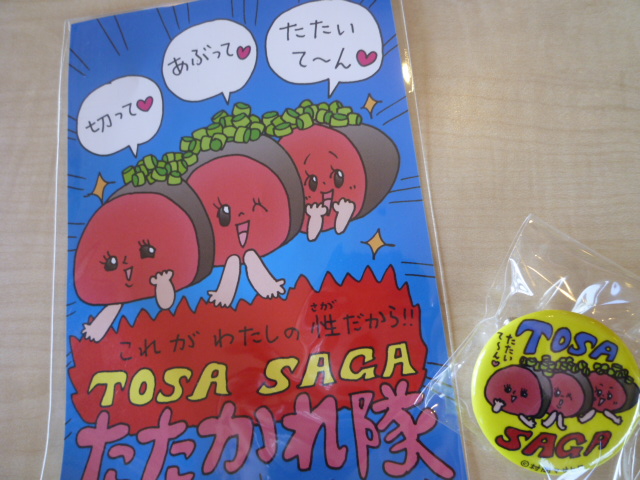 切って♥
あぶって♥
たたい
て〜ん♥
これがわたしの性だから!!
さが
TOSA SAGA
たたかれ隊
たたい
て〜ん♥
TOSA
SAGA